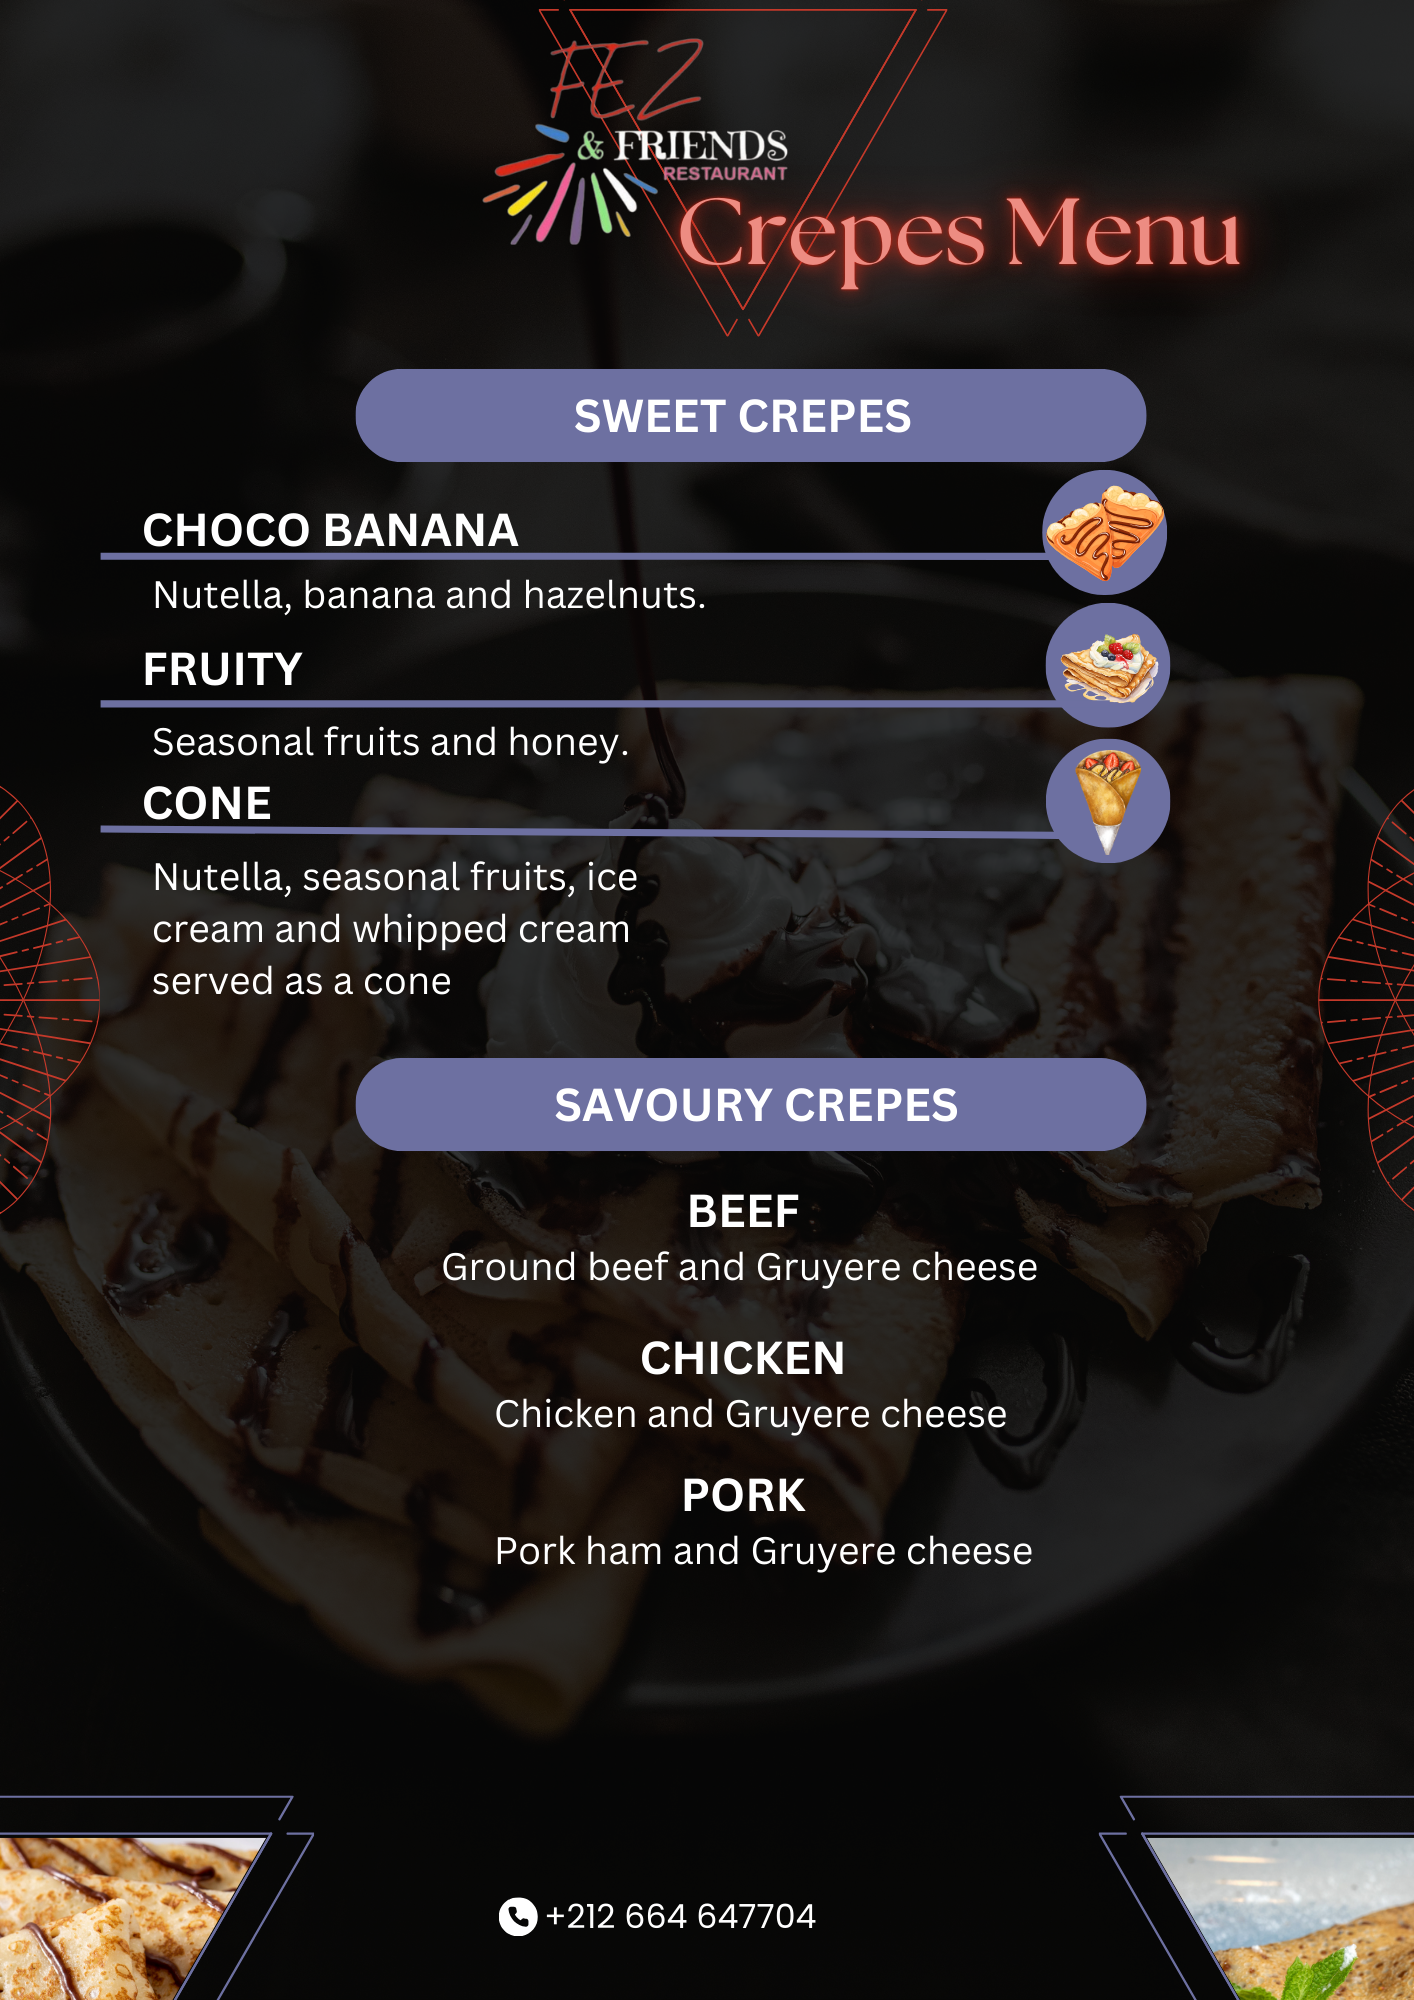 FEZ
& FRIENDS
RESTAURANT
Crepes Menu
SWEET CREPES
CHOCO BANANA
Nutella, banana and hazelnuts.
FRUITY
Seasonal fruits and honey.
CONE
Nutella, seasonal fruits, ice
cream and whipped cream
served as a cone
SAVOURY CREPES
BEEF
Ground beef and Gruyere cheese
CHICKEN
Chicken and Gruyere cheese
PORK
Pork ham and Gruyere cheese
+212 664 647704